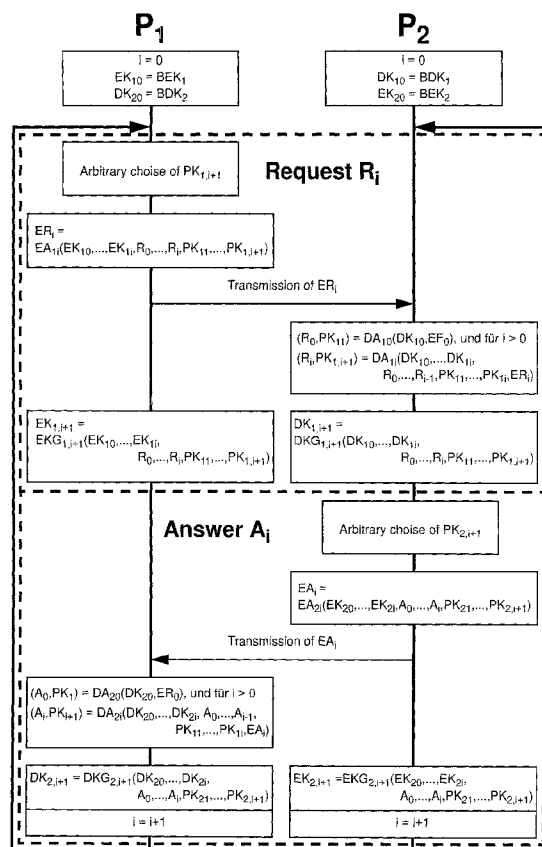 P₁
P₂
i = 0
EK₁₀ = BEK₁
DK₂₀ = BDK₂
i = 0
DK₁₀ = BDK₁
EK₂₀ = BEK₂
Arbitrary choise of PK₁,ᵢ₊₁
Request Rᵢ
ERᵢ =
EA₁ᵢ(EK₁₀,...,EK₁ᵢ,R₀,...,Rᵢ,PK₁₁,...,PK₁,ᵢ₊₁)
Transmission of ERᵢ
(R₀,PK₁₁) = DA₁₀(DK₁₀,EF₀), und für i > 0
(Rᵢ,PK₁,ᵢ₊₁) = DA₁ᵢ(DK₁₀,...,DK₁ᵢ,
R₀,...,Rᵢ₋₁,PK₁₁,...,PK₁ᵢ,ERᵢ)
EK₁,ᵢ₊₁ =
EKG₁,ᵢ₊₁(EK₁₀,...,EK₁ᵢ,
R₀,...,Rᵢ,PK₁₁,...,PK₁,ᵢ₊₁)
DK₁,ᵢ₊₁ =
DKG₁,ᵢ₊₁(DK₁₀,...,DK₁ᵢ,
R₀,...,Rᵢ,PK₁₁,...,PK₁,ᵢ₊₁)
Answer Aᵢ
Arbitrary choise of PK₂,ᵢ₊₁
EAᵢ =
EA₂ᵢ(EK₂₀,...,EK₂ᵢ,A₀,...,Aᵢ,PK₂₁,...,PK₂,ᵢ₊₁)
Transmission of EAᵢ
(A₀,PK₁) = DA₂₀(DK₂₀,ER₀), und für i > 0
(Aᵢ,PKᵢ₊₁) = DA₂ᵢ(DK₂₀,...,DK₂ᵢ, A₀,...,Aᵢ₋₁,
PK₁₁,...,PK₁ᵢ,EAᵢ)
DK₂,ᵢ₊₁ = DKG₂,ᵢ₊₁(DK₂₀,...,DK₂ᵢ,
A₀,...,Aᵢ,PK₂₁,...,PK₂,ᵢ₊₁)
i = i+1
EK₂,ᵢ₊₁ =EKG₂,ᵢ₊₁(EK₂₀,...,EK₂ᵢ,
A₀,...,Aᵢ,PK₂₁,...,PK₂,ᵢ₊₁)
i = i+1